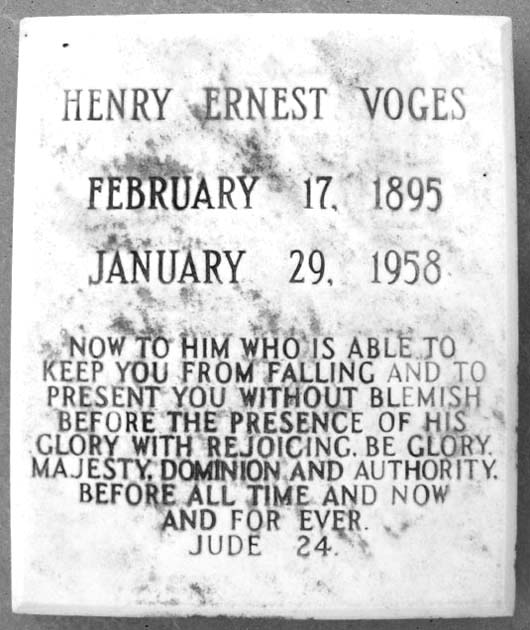 HENRY ERNEST VOGES
FEBRUARY 17, 1895
JANUARY 29, 1958
NOW TO HIM WHO IS ABLE TO
KEEP YOU FROM FALLING AND TO
PRESENT YOU WITHOUT BLEMISH
BEFORE THE PRESENCE OF HIS
GLORY WITH REJOICING. BE GLORY.
MAJESTY. DOMINION AND AUTHORITY.
BEFORE ALL TIME AND NOW
AND FOR EVER.
JUDE 24.